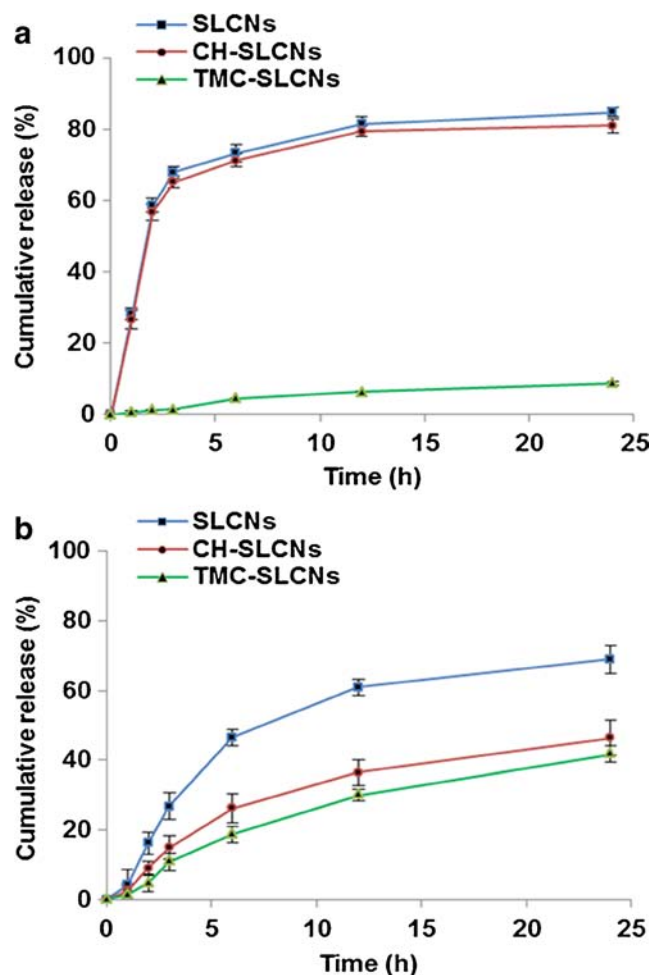 a
SLCNs
CH-SLCNs
TMC-SLCNs
100
80
60
40
20
0
Cumulative release (%)
0 5 10 15 20 25
Time (h)
b
SLCNs
CH-SLCNs
TMC-SLCNs
100
80
60
40
20
0
Cumulative release (%)
0 5 10 15 20 25
Time (h)